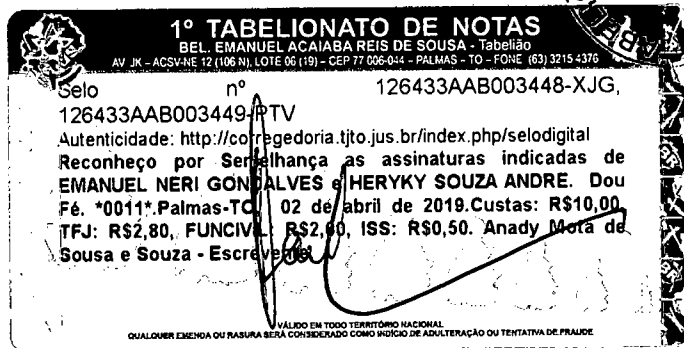 1º TABELIONATO DE NOTAS
BEL. EMANUEL ACAIABA REIS DE SOUSA - Tabelião
AV JK – ACSV-NE 12 (106 N), LOTE 06 (19) – CEP 77 006-044 – PALMAS – TO – FONE (63) 3215 4376
Selo nº 126433AAB003448-XJG,
126433AAB003449-PTV
Autenticidade: http://corregedoria.tjto.jus.br/index.php/selodigital
Reconheço por Semelhança as assinaturas indicadas de
EMANUEL NERI GONÇALVES e HERYKY SOUZA ANDRE. Dou
Fé. *0011*.Palmas-TO, 02 de abril de 2019.Custas: R$10,00,
TFJ: R$2,80, FUNCIVIL: R$2,00, ISS: R$0,50. Anady Mota de
Sousa e Souza - Escrevente
VÁLIDO EM TODO TERRITÓRIO NACIONAL
QUALQUER EMENDA OU RASURA SERÁ CONSIDERADO COMO INDÍCIO DE ADULTERAÇÃO OU TENTATIVA DE FRAUDE